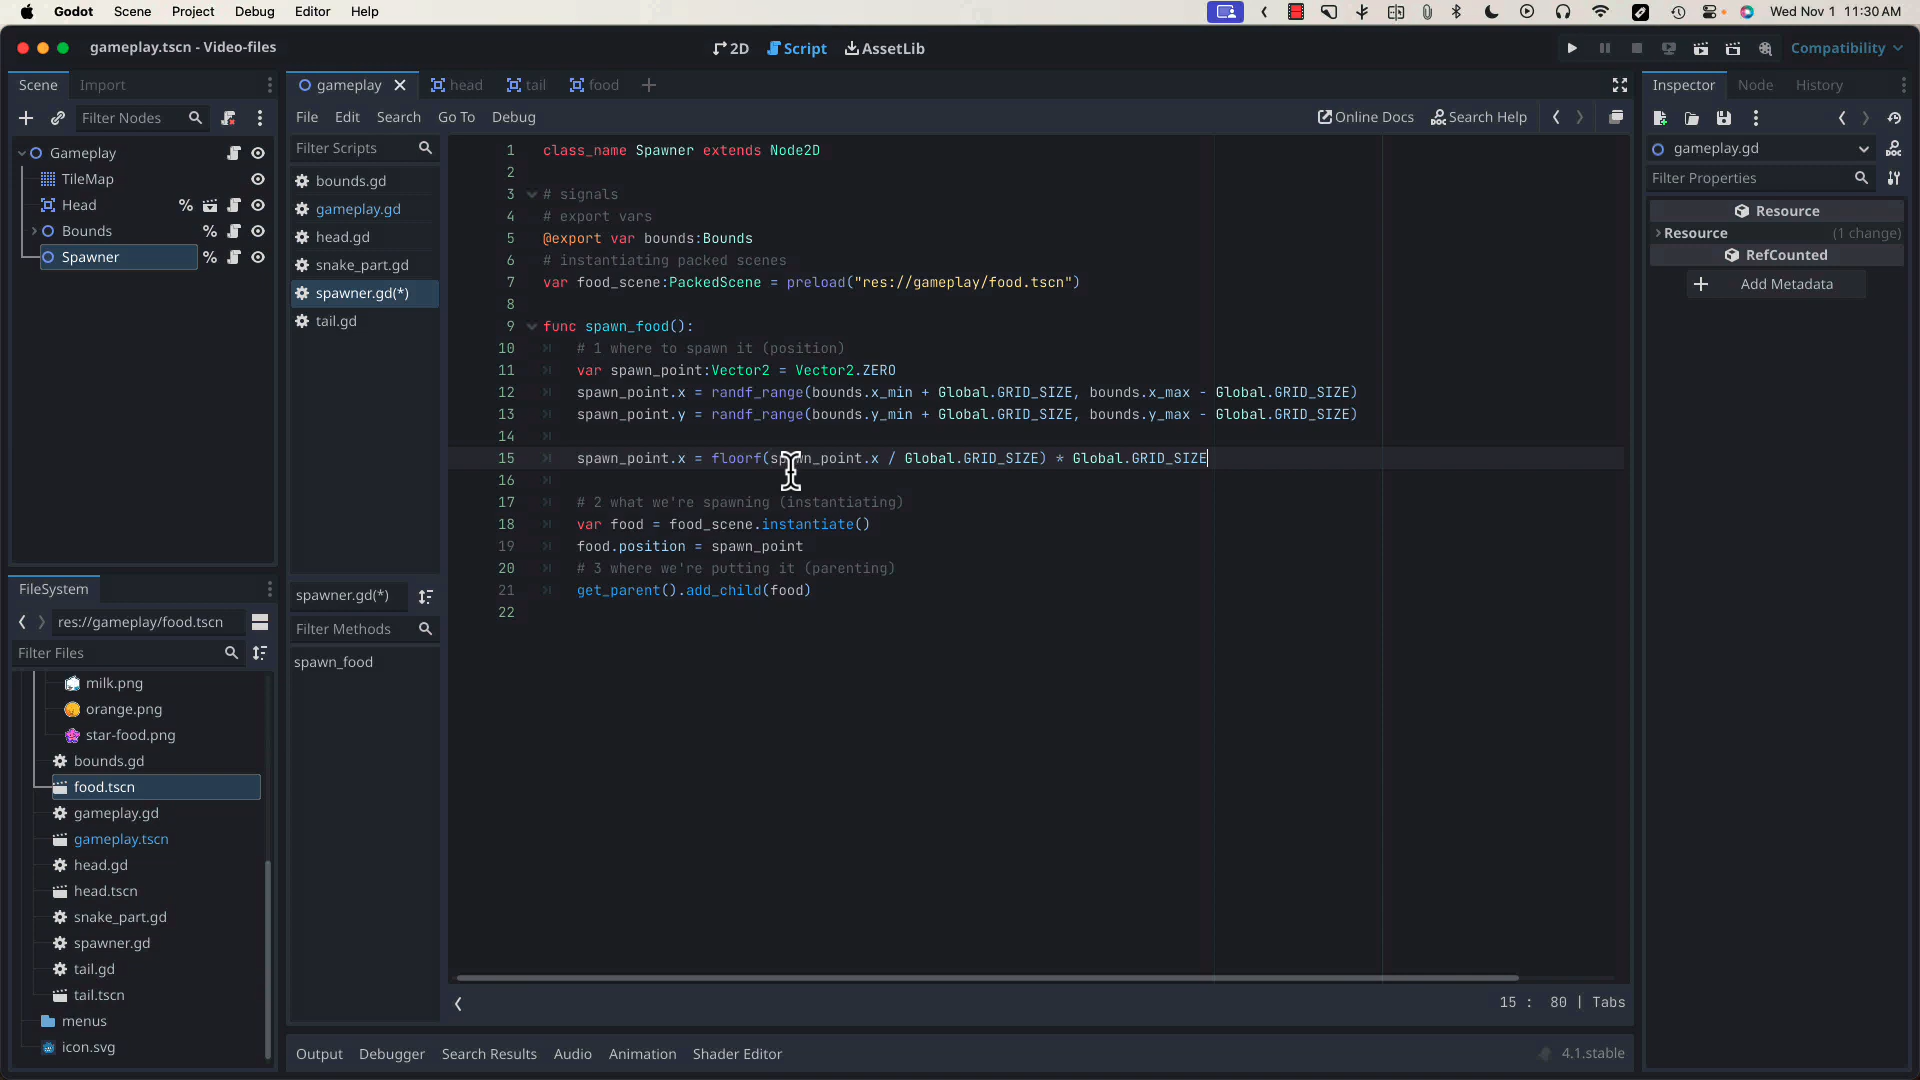 Godot Scene Project Debug Editor Help
Wed Nov 1 11:30 AM
gameplay.tscn - Video-files
2D Script AssetLib
Compatibility
Scene Import
Filter Nodes
Gameplay
TileMap
Head
Bounds
Spawner
FileSystem
res://gameplay/food.tscn
Filter Files
milk.png
orange.png
star-food.png
bounds.gd
food.tscn
gameplay.gd
gameplay.tscn
head.gd
head.tscn
snake_part.gd
spawner.gd
tail.gd
tail.tscn
menus
icon.svg
gameplay head tail food
File Edit Search Go To Debug
Online Docs Search Help
Filter Scripts
bounds.gd
gameplay.gd
head.gd
snake_part.gd
spawner.gd(*)
tail.gd
spawner.gd(*)
Filter Methods
spawn_food
1 class_name Spawner extends Node2D
2
3 # signals
4 # export vars
5 @export var bounds:Bounds
6 # instantiating packed scenes
7 var food_scene:PackedScene = preload("res://gameplay/food.tscn")
8
9 func spawn_food():
10 # 1 where to spawn it (position)
11 var spawn_point:Vector2 = Vector2.ZERO
12 spawn_point.x = randf_range(bounds.x_min + Global.GRID_SIZE, bounds.x_max - Global.GRID_SIZE)
13 spawn_point.y = randf_range(bounds.y_min + Global.GRID_SIZE, bounds.y_max - Global.GRID_SIZE)
14
15 spawn_point.x = floorf(spawn_point.x / Global.GRID_SIZE) * Global.GRID_SIZE
16
17 # 2 what we're spawning (instantiating)
18 var food = food_scene.instantiate()
19 food.position = spawn_point
20 # 3 where we're putting it (parenting)
21 get_parent().add_child(food)
22
15 : 80 | Tabs
Output Debugger Search Results Audio Animation Shader Editor
4.1.stable
Inspector Node History
gameplay.gd
Filter Properties
Resource
Resource (1 change)
RefCounted
Add Metadata